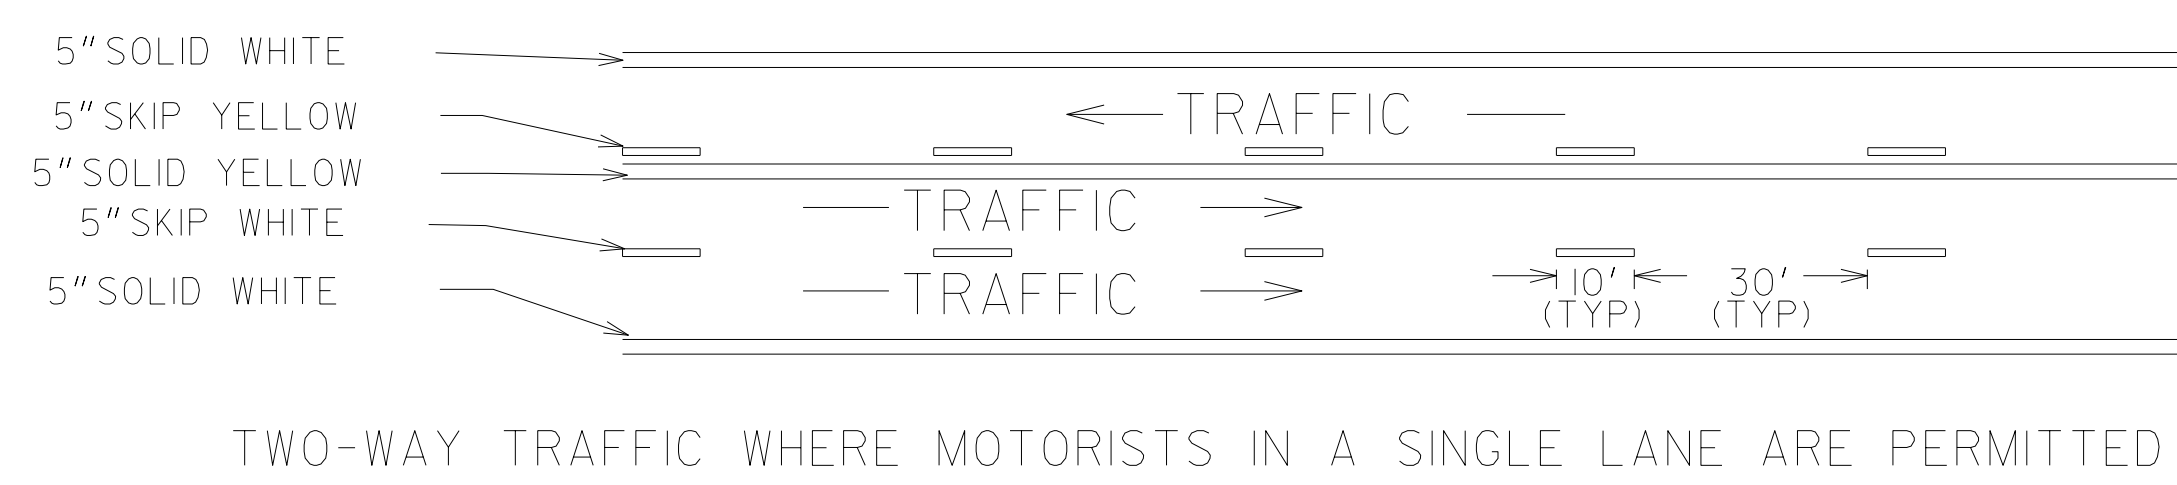 5"SOLID WHITE
5"SKIP YELLOW
TRAFFIC
5"SOLID YELLOW
TRAFFIC
5"SKIP WHITE
5"SOLID WHITE
TRAFFIC
10' 30'
(TYP) (TYP)
TWO-WAY TRAFFIC WHERE MOTORISTS IN A SINGLE LANE ARE PERMITTED